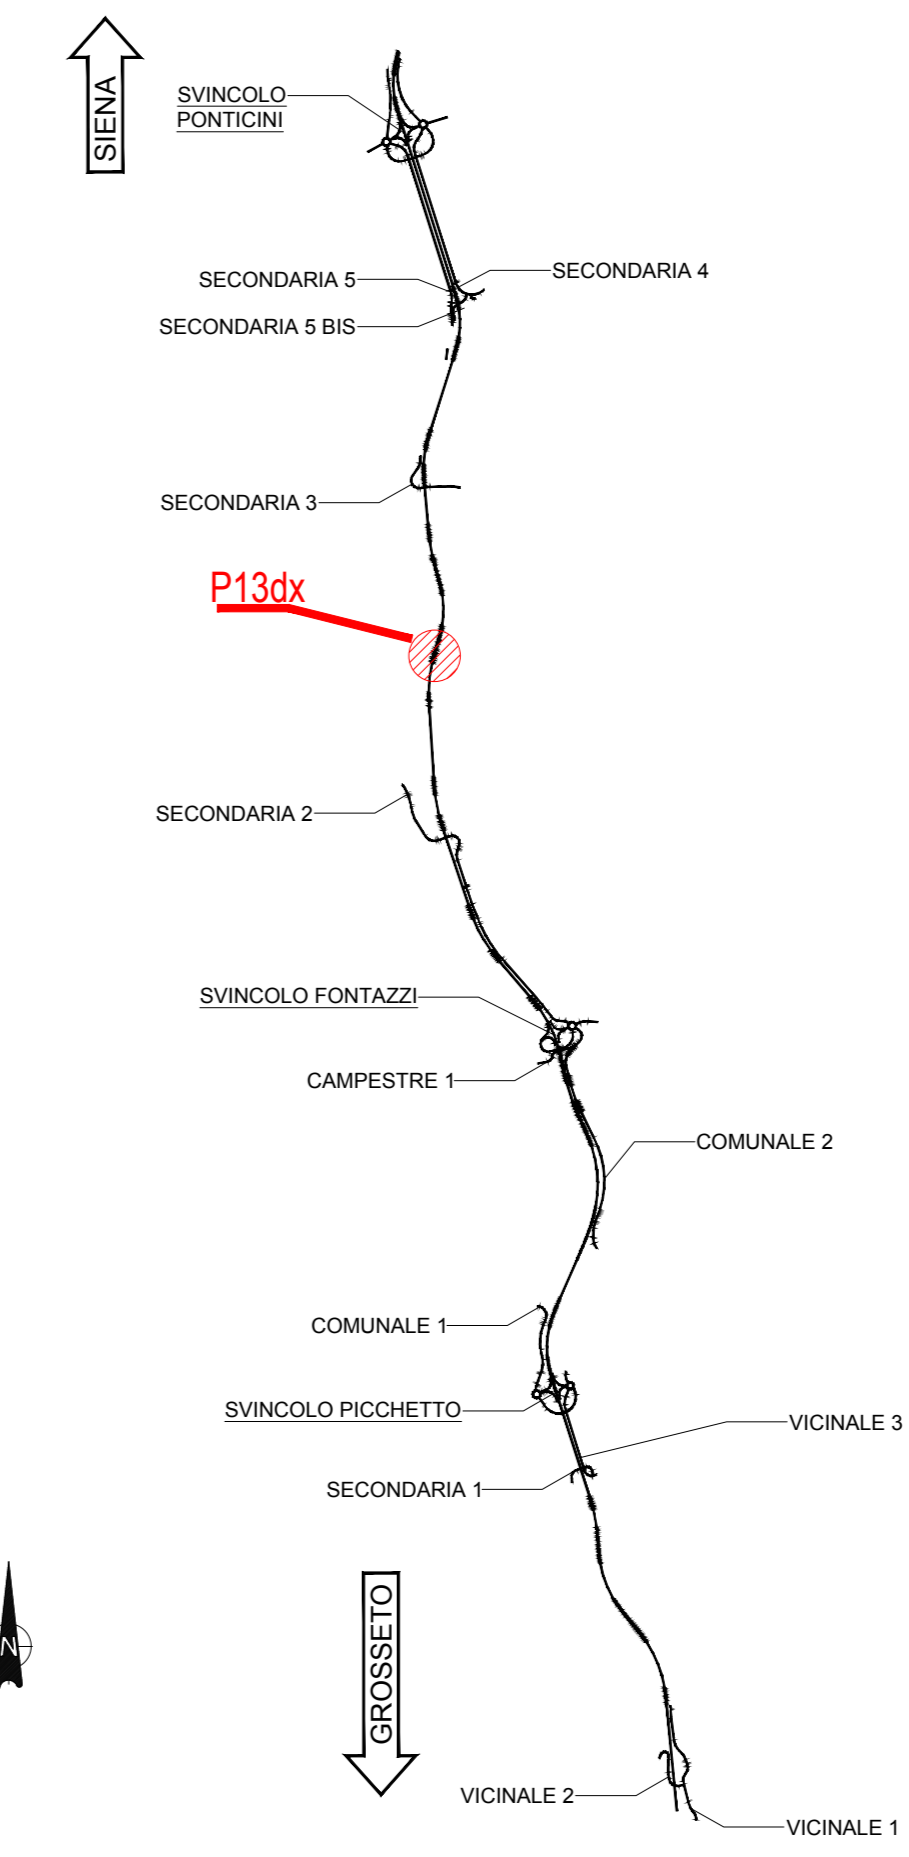 SIENA
SVINCOLO
PONTICINI
SECONDARIA 5
SECONDARIA 4
SECONDARIA 5 BIS
SECONDARIA 3
P13dx
SECONDARIA 2
SVINCOLO FONTAZZI
CAMPESTRE 1
COMUNALE 2
COMUNALE 1
SVINCOLO PICCHETTO
VICINALE 3
SECONDARIA 1
GROSSETO
N
VICINALE 2
VICINALE 1